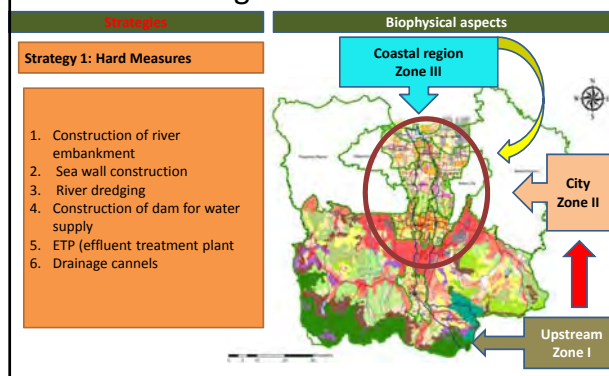 Strategies
Biophysical aspects
Strategy 1: Hard Measures
1. Construction of river
embankment
2. Sea wall construction
3. River dredging
4. Construction of dam for water
supply
5. ETP (effluent treatment plant
6. Drainage cannels
Coastal region
Zone III
City
Zone II
Upstream
Zone I